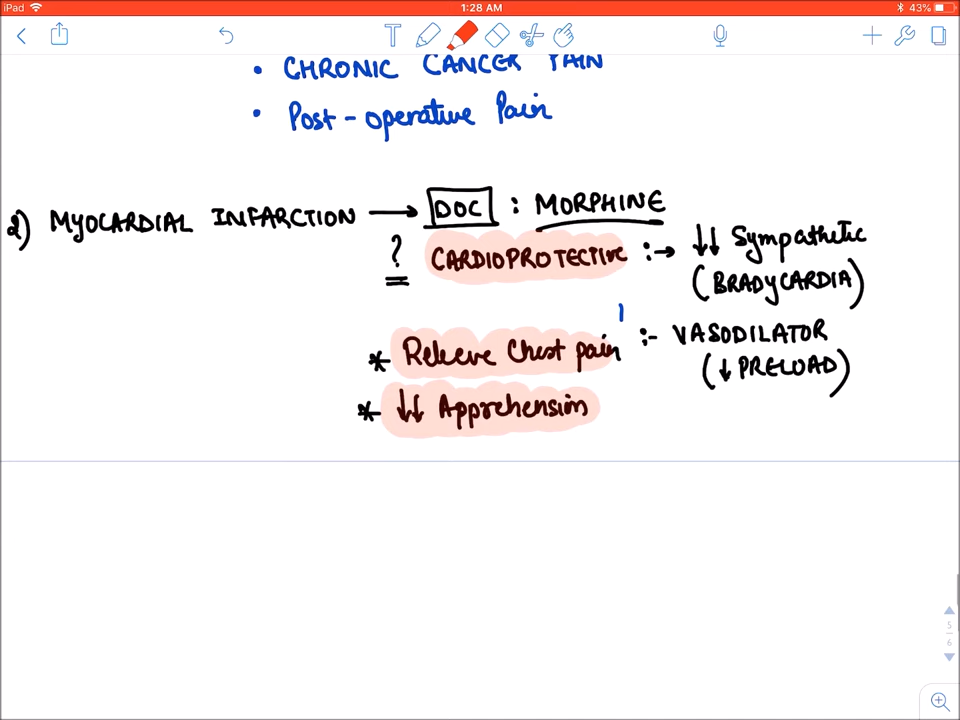 iPad 1:28 AM 43%
T
• CHRONIC CANCER PAIN
• Post-operative Pain
2) MYOCARDIAL INFARCTION → DOC : MORPHINE
? CARDIOPROTECTIVE :→ ↓↓ Sympathetic
(BRADYCARDIA)
* Relieve Chest pain :- VASODILATOR
(↓ PRELOAD)
* ↓↓ Apprehension
5
6